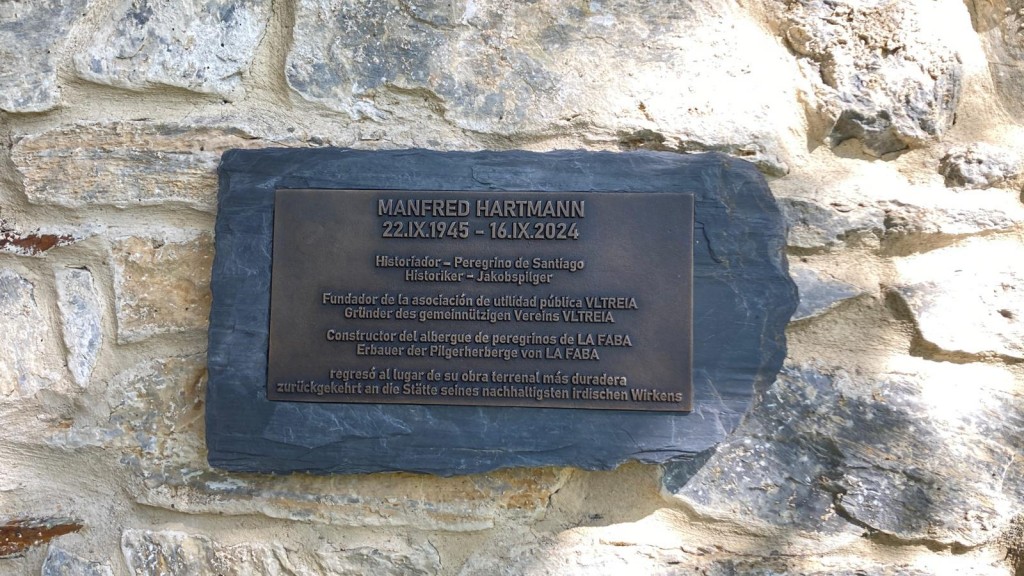 MANFRED HARTMANN
22.IX.1945 - 16.IX.2024
Historiador - Peregrino de Santiago
Historiker - Jakobspilger
Fundador de la asociación de utilidad pública VLTREIA
Gründer des gemeinnützigen Vereins VLTREIA
Constructor del albergue de peregrinos de LA FABA
Erbauer der Pilgerherberge von LA FABA
regresó al lugar de su obra terrenal más duradera
zurückgekehrt an die Stätte seines nachhaltigsten irdischen Wirkens